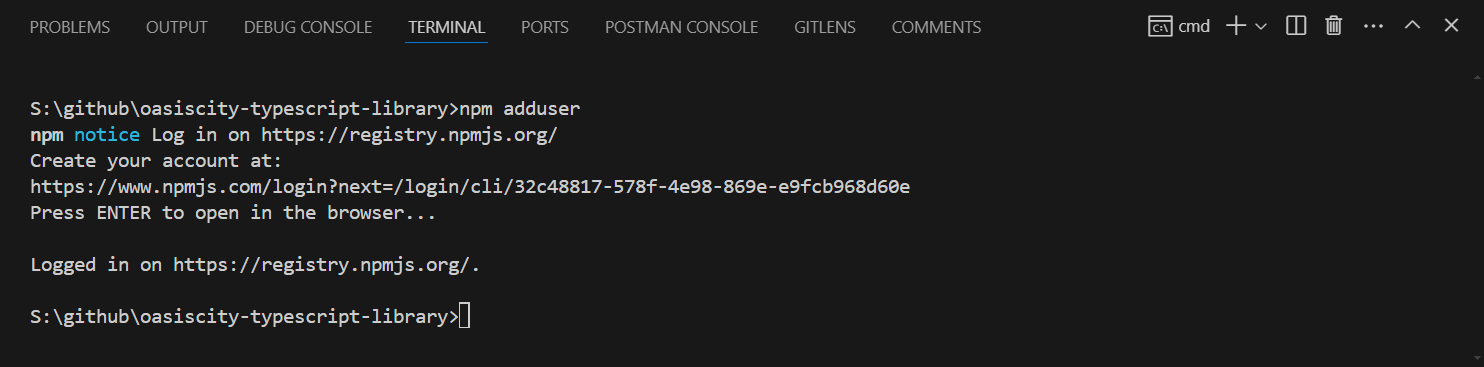 PROBLEMS OUTPUT DEBUG CONSOLE TERMINAL PORTS POSTMAN CONSOLE GITLENS COMMENTS cmd
S:\github\oasiscity-typescript-library>npm adduser
npm notice Log in on https://registry.npmjs.org/
Create your account at:
https://www.npmjs.com/login?next=/login/cli/32c48817-578f-4e98-869e-e9fcb968d60e
Press ENTER to open in the browser...
Logged in on https://registry.npmjs.org/.
S:\github\oasiscity-typescript-library>